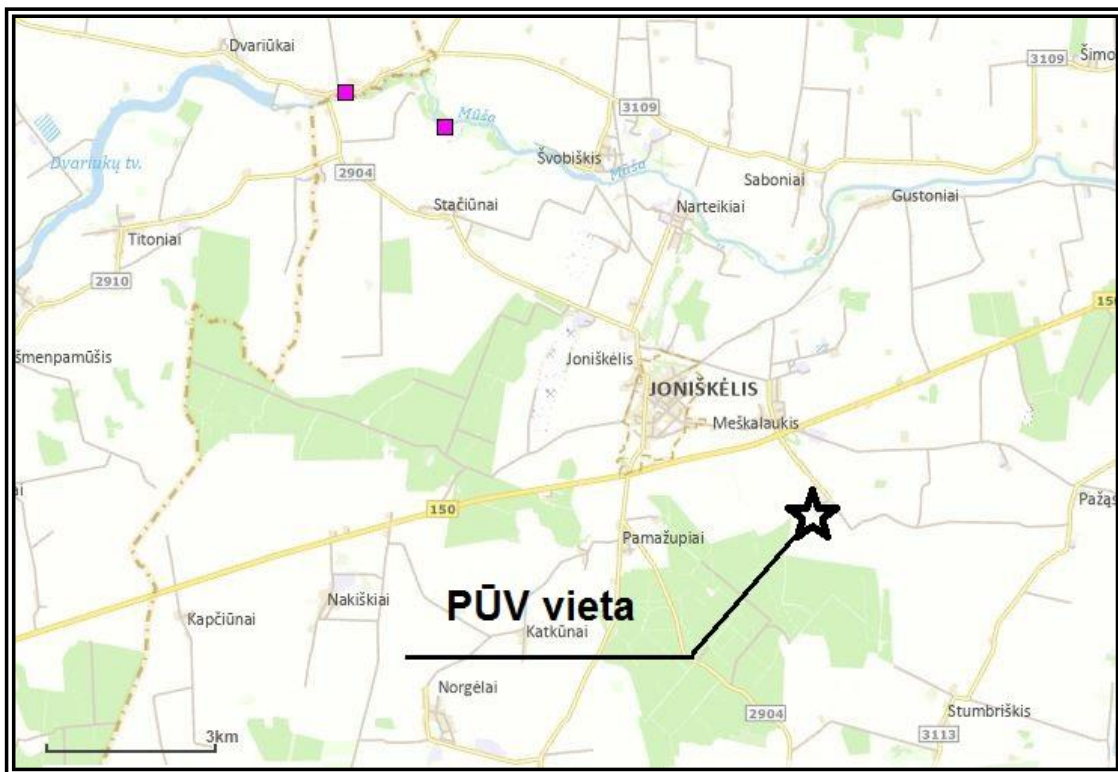 Dvariūkai
3109
Šimo
Mūša
3109
Dvariukų tv.
2904
Švobiškis
Mūša
Saboniai
Gustoniai
Stačiūnai
Narteikiai
Titoniai
2910
150
šmenpamūšis
Joniškėlis
JONIŠKĖLIS
Meškalaukis
150
Pamažupiai
PŪV vieta
Nakiškiai
Kapčiūnai
Katkūnai
Norgėlai
2904
Stumbriškis
3113
3km